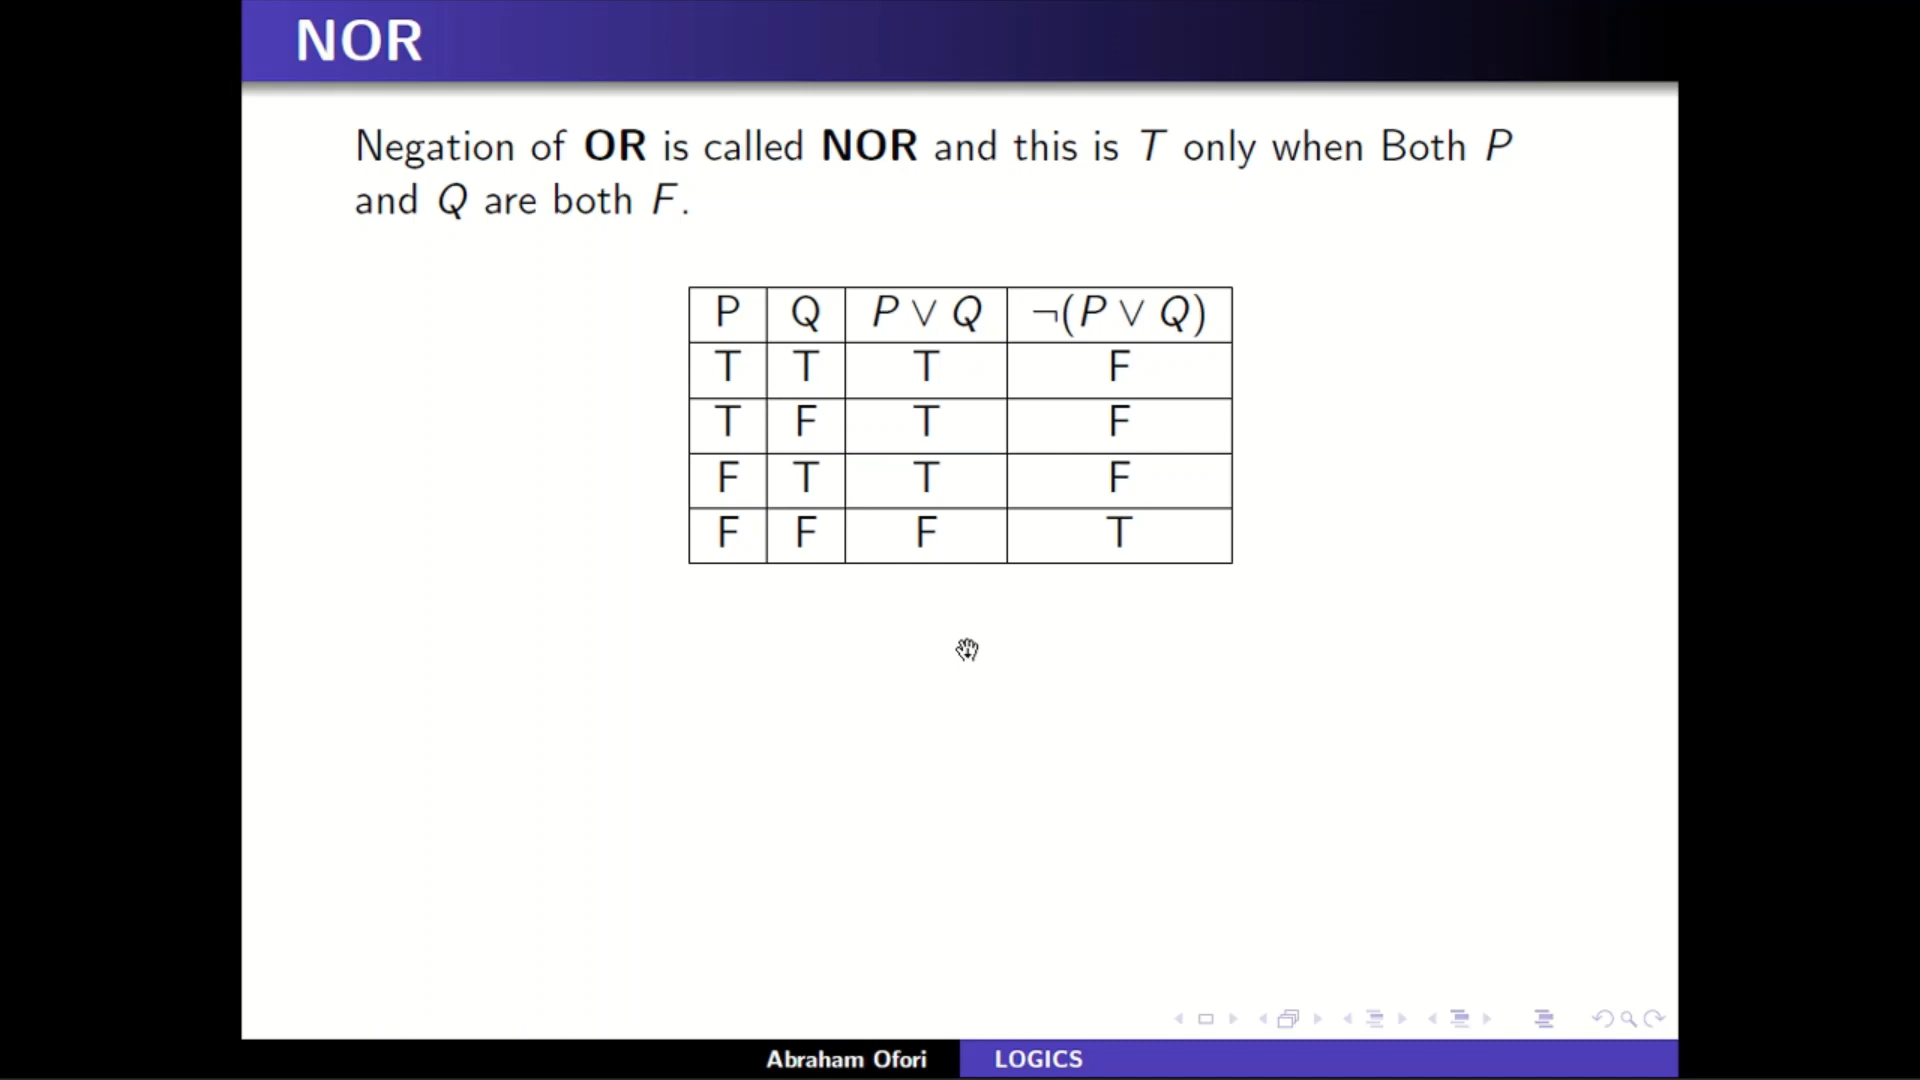 NOR
Negation of OR is called NOR and this is T only when Both P
and Q are both F.
P Q P ∨ Q ¬(P ∨ Q)
T T T F
T F T F
F T T F
F F F T
Abraham Ofori LOGICS